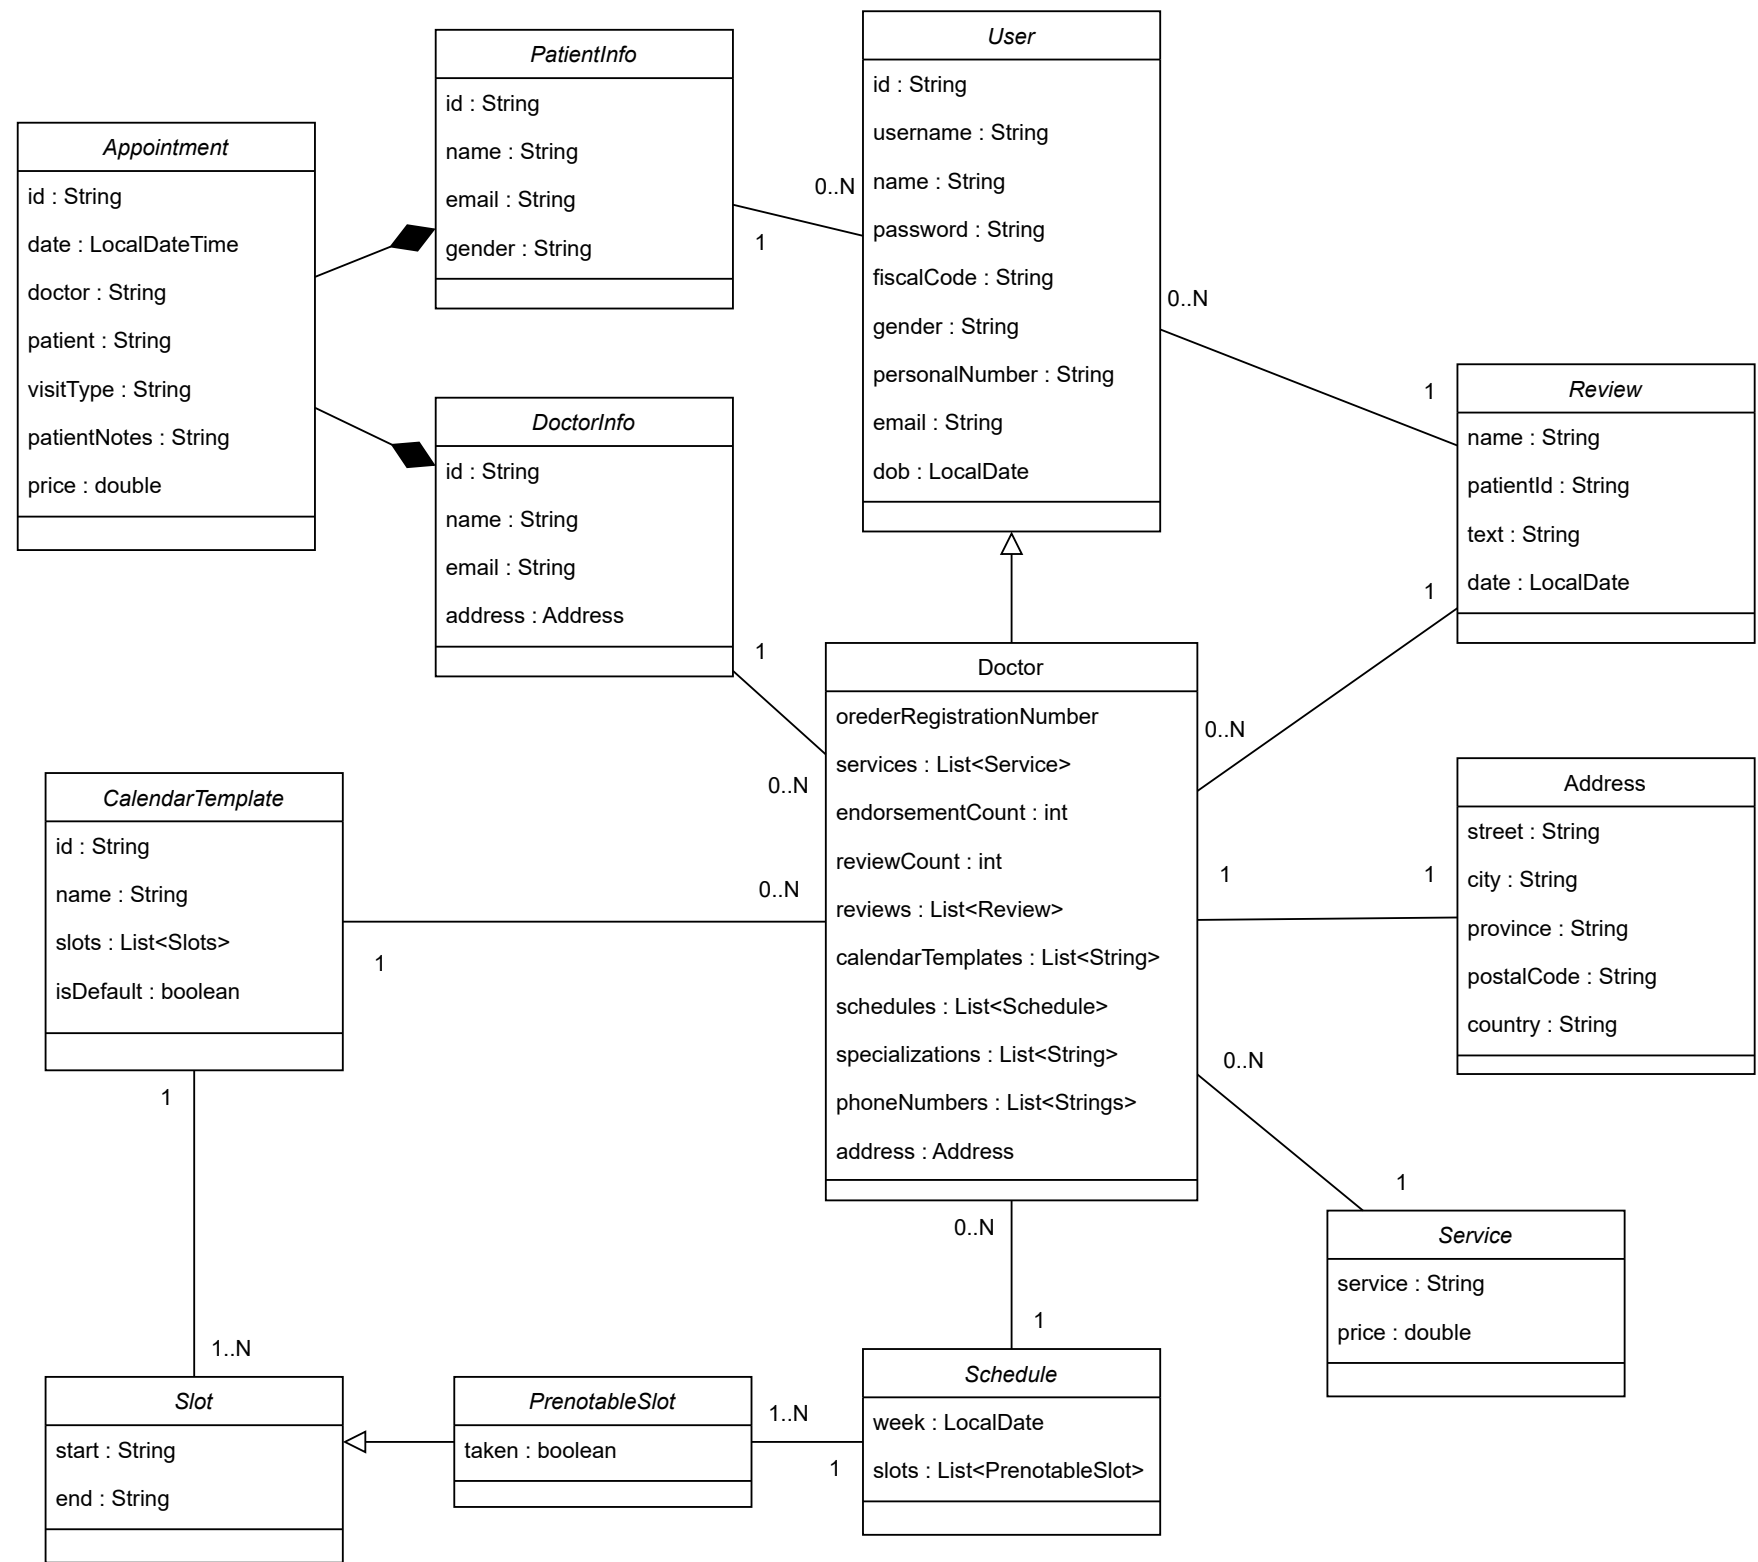 PatientInfo
id : String
name : String
email : String
gender : String
User
id : String
username : String
name : String
password : String
fiscalCode : String
gender : String
personalNumber : String
email : String
dob : LocalDate
Appointment
id : String
date : LocalDateTime
doctor : String
patient : String
visitType : String
patientNotes : String
price : double
0..N
1
0..N
1
Review
name : String
patientId : String
text : String
date : LocalDate
DoctorInfo
id : String
name : String
email : String
address : Address
1
0..N
1
0..N
Doctor
orederRegistrationNumber
services : List<Service>
endorsementCount : int
reviewCount : int
reviews : List<Review>
calendarTemplates : List<String>
schedules : List<Schedule>
specializations : List<String>
phoneNumbers : List<Strings>
address : Address
Address
street : String
city : String
province : String
postalCode : String
country : String
1
1
CalendarTemplate
id : String
name : String
slots : List<Slots>
isDefault : boolean
0..N
1
0..N
1
Service
service : String
price : double
1
1..N
0..N
1
Slot
start : String
end : String
PrenotableSlot
taken : boolean
1..N
1
Schedule
week : LocalDate
slots : List<PrenotableSlot>